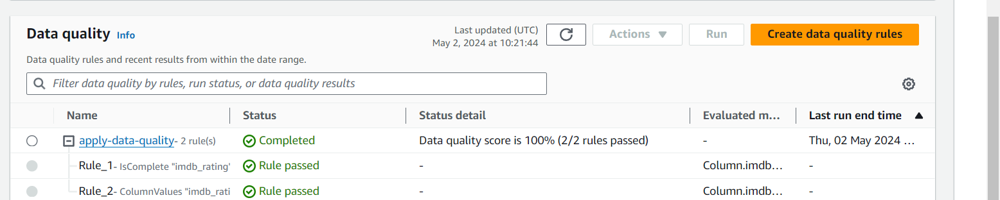 Data quality Info
Last updated (UTC)
May 2, 2024 at 10:21:44
Actions
Run
Create data quality rules
Data quality rules and recent results from within the date range.
Filter data quality by rules, run status, or data quality results
Name Status Status detail Evaluated m... Last run end time
apply-data-quality - 2 rule(s) Completed Data quality score is 100% (2/2 rules passed) - Thu, 02 May 2024 ...
Rule_1 - IsComplete "imdb_rating" Rule passed - Column.imdb... -
Rule_2 - ColumnValues "imdb_rati Rule passed - Column.imdb... -